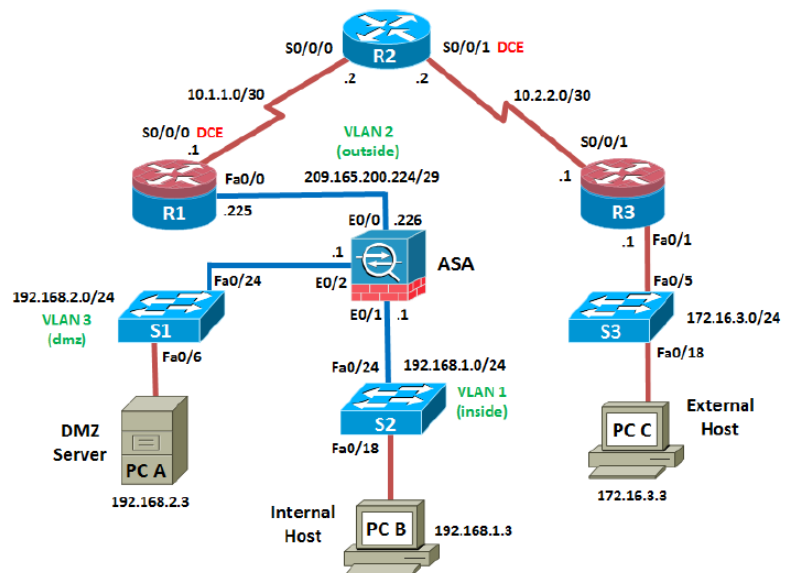 S0/0/0
S0/0/1 DCE
R2
.2
.2
10.1.1.0/30
10.2.2.0/30
S0/0/0 DCE
.1
VLAN 2
(outside)
S0/0/1
.1
Fa0/0
209.165.200.224/29
R1
.225
E0/0
.226
R3
.1
Fa0/1
.1
ASA
Fa0/24
E0/2
Fa0/5
192.168.2.0/24
VLAN 3
(dmz)
S1
E0/1
.1
S3
172.16.3.0/24
Fa0/6
Fa0/24
192.168.1.0/24
Fa0/18
VLAN 1
(inside)
S2
DMZ
Server
PC A
Fa0/18
PC C
External
Host
192.168.2.3
172.16.3.3
Internal
Host
PC B
192.168.1.3